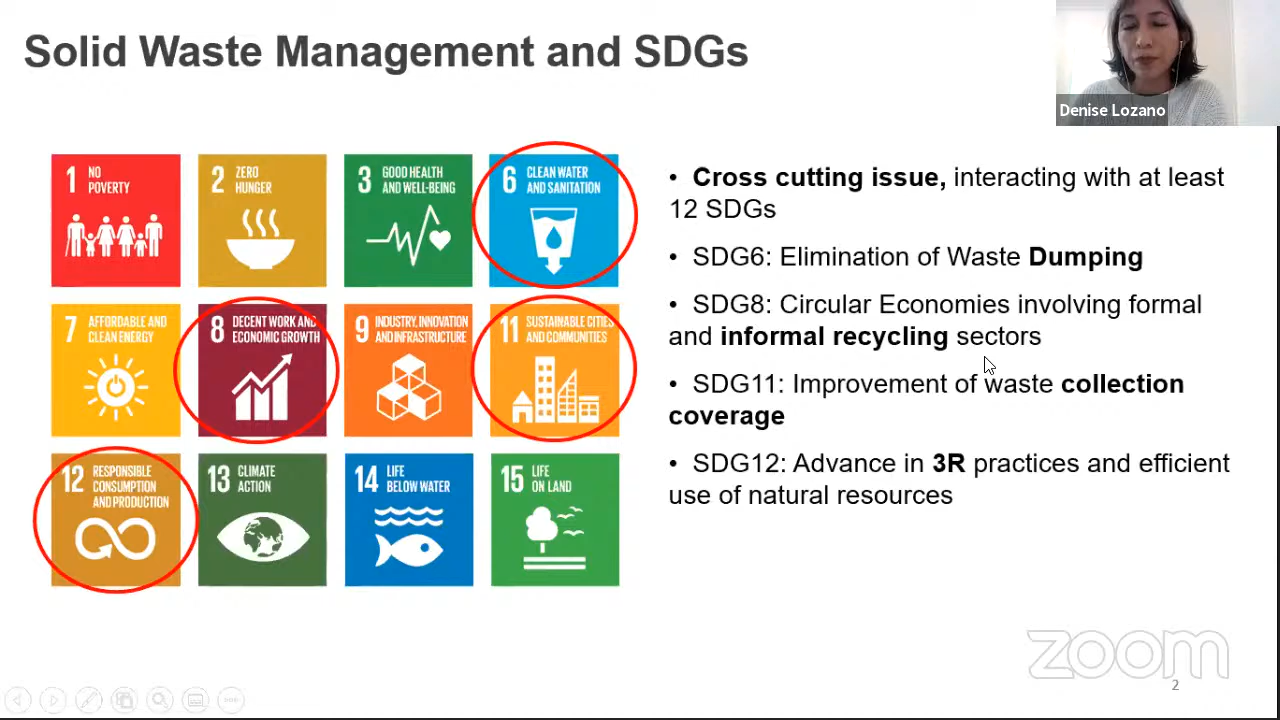 Solid Waste Management and SDGs
Denise Lozano
1 NO
POVERTY
2 ZERO
HUNGER
3 GOOD HEALTH
AND WELL-BEING
6 CLEAN WATER
AND SANITATION
7 AFFORDABLE AND
CLEAN ENERGY
8 DECENT WORK AND
ECONOMIC GROWTH
9 INDUSTRY, INNOVATION
AND INFRASTRUCTURE
11 SUSTAINABLE CITIES
AND COMMUNITIES
12 RESPONSIBLE
CONSUMPTION
AND PRODUCTION
13 CLIMATE
ACTION
14 LIFE
BELOW WATER
15 LIFE
ON LAND
• Cross cutting issue, interacting with at least
12 SDGs
• SDG6: Elimination of Waste Dumping
• SDG8: Circular Economies involving formal
and informal recycling sectors
• SDG11: Improvement of waste collection
coverage
• SDG12: Advance in 3R practices and efficient
use of natural resources
zoom
2